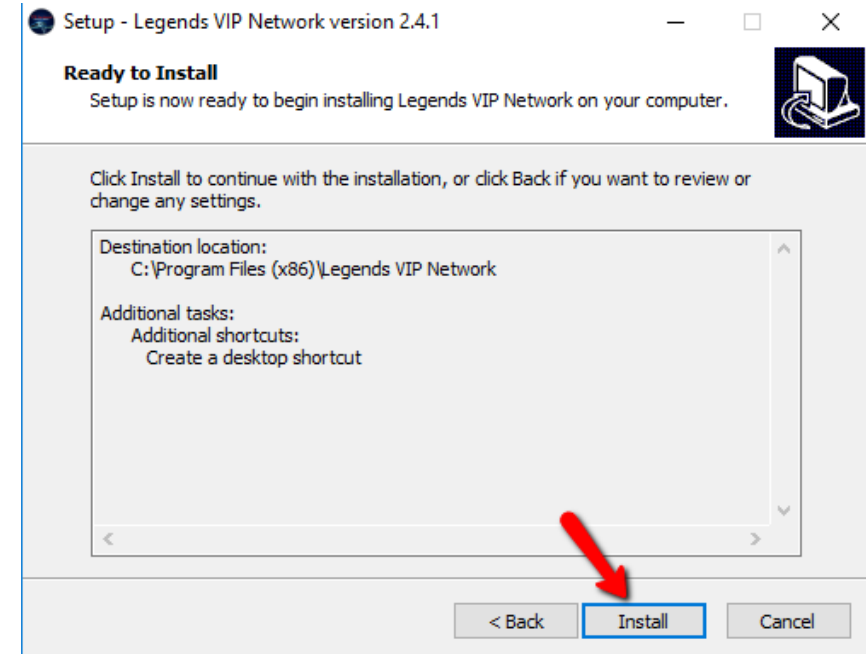 Setup - Legends VIP Network version 2.4.1
Ready to Install
Setup is now ready to begin installing Legends VIP Network on your computer.
Click Install to continue with the installation, or click Back if you want to review or
change any settings.
Destination location:
C:\Program Files (x86)\Legends VIP Network
Additional tasks:
Additional shortcuts:
Create a desktop shortcut
< Back
Install
Cancel